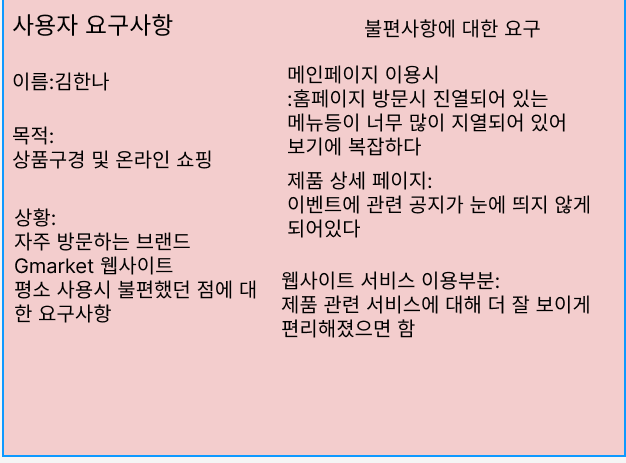 사용자 요구사항
이름:김한나
목적:
상품구경 및 온라인 쇼핑
상황:
자주 방문하는 브랜드
Gmarket 웹사이트
평소 사용시 불편했던 점에 대
한 요구사항
불편사항에 대한 요구
메인페이지 이용시
:홈페이지 방문시 진열되어 있는
메뉴등이 너무 많이 지열되어 있어
보기에 복잡하다
제품 상세 페이지:
이벤트에 관련 공지가 눈에 띄지 않게
되어있다
웹사이트 서비스 이용부분:
제품 관련 서비스에 대해 더 잘 보이게
편리해졌으면 함